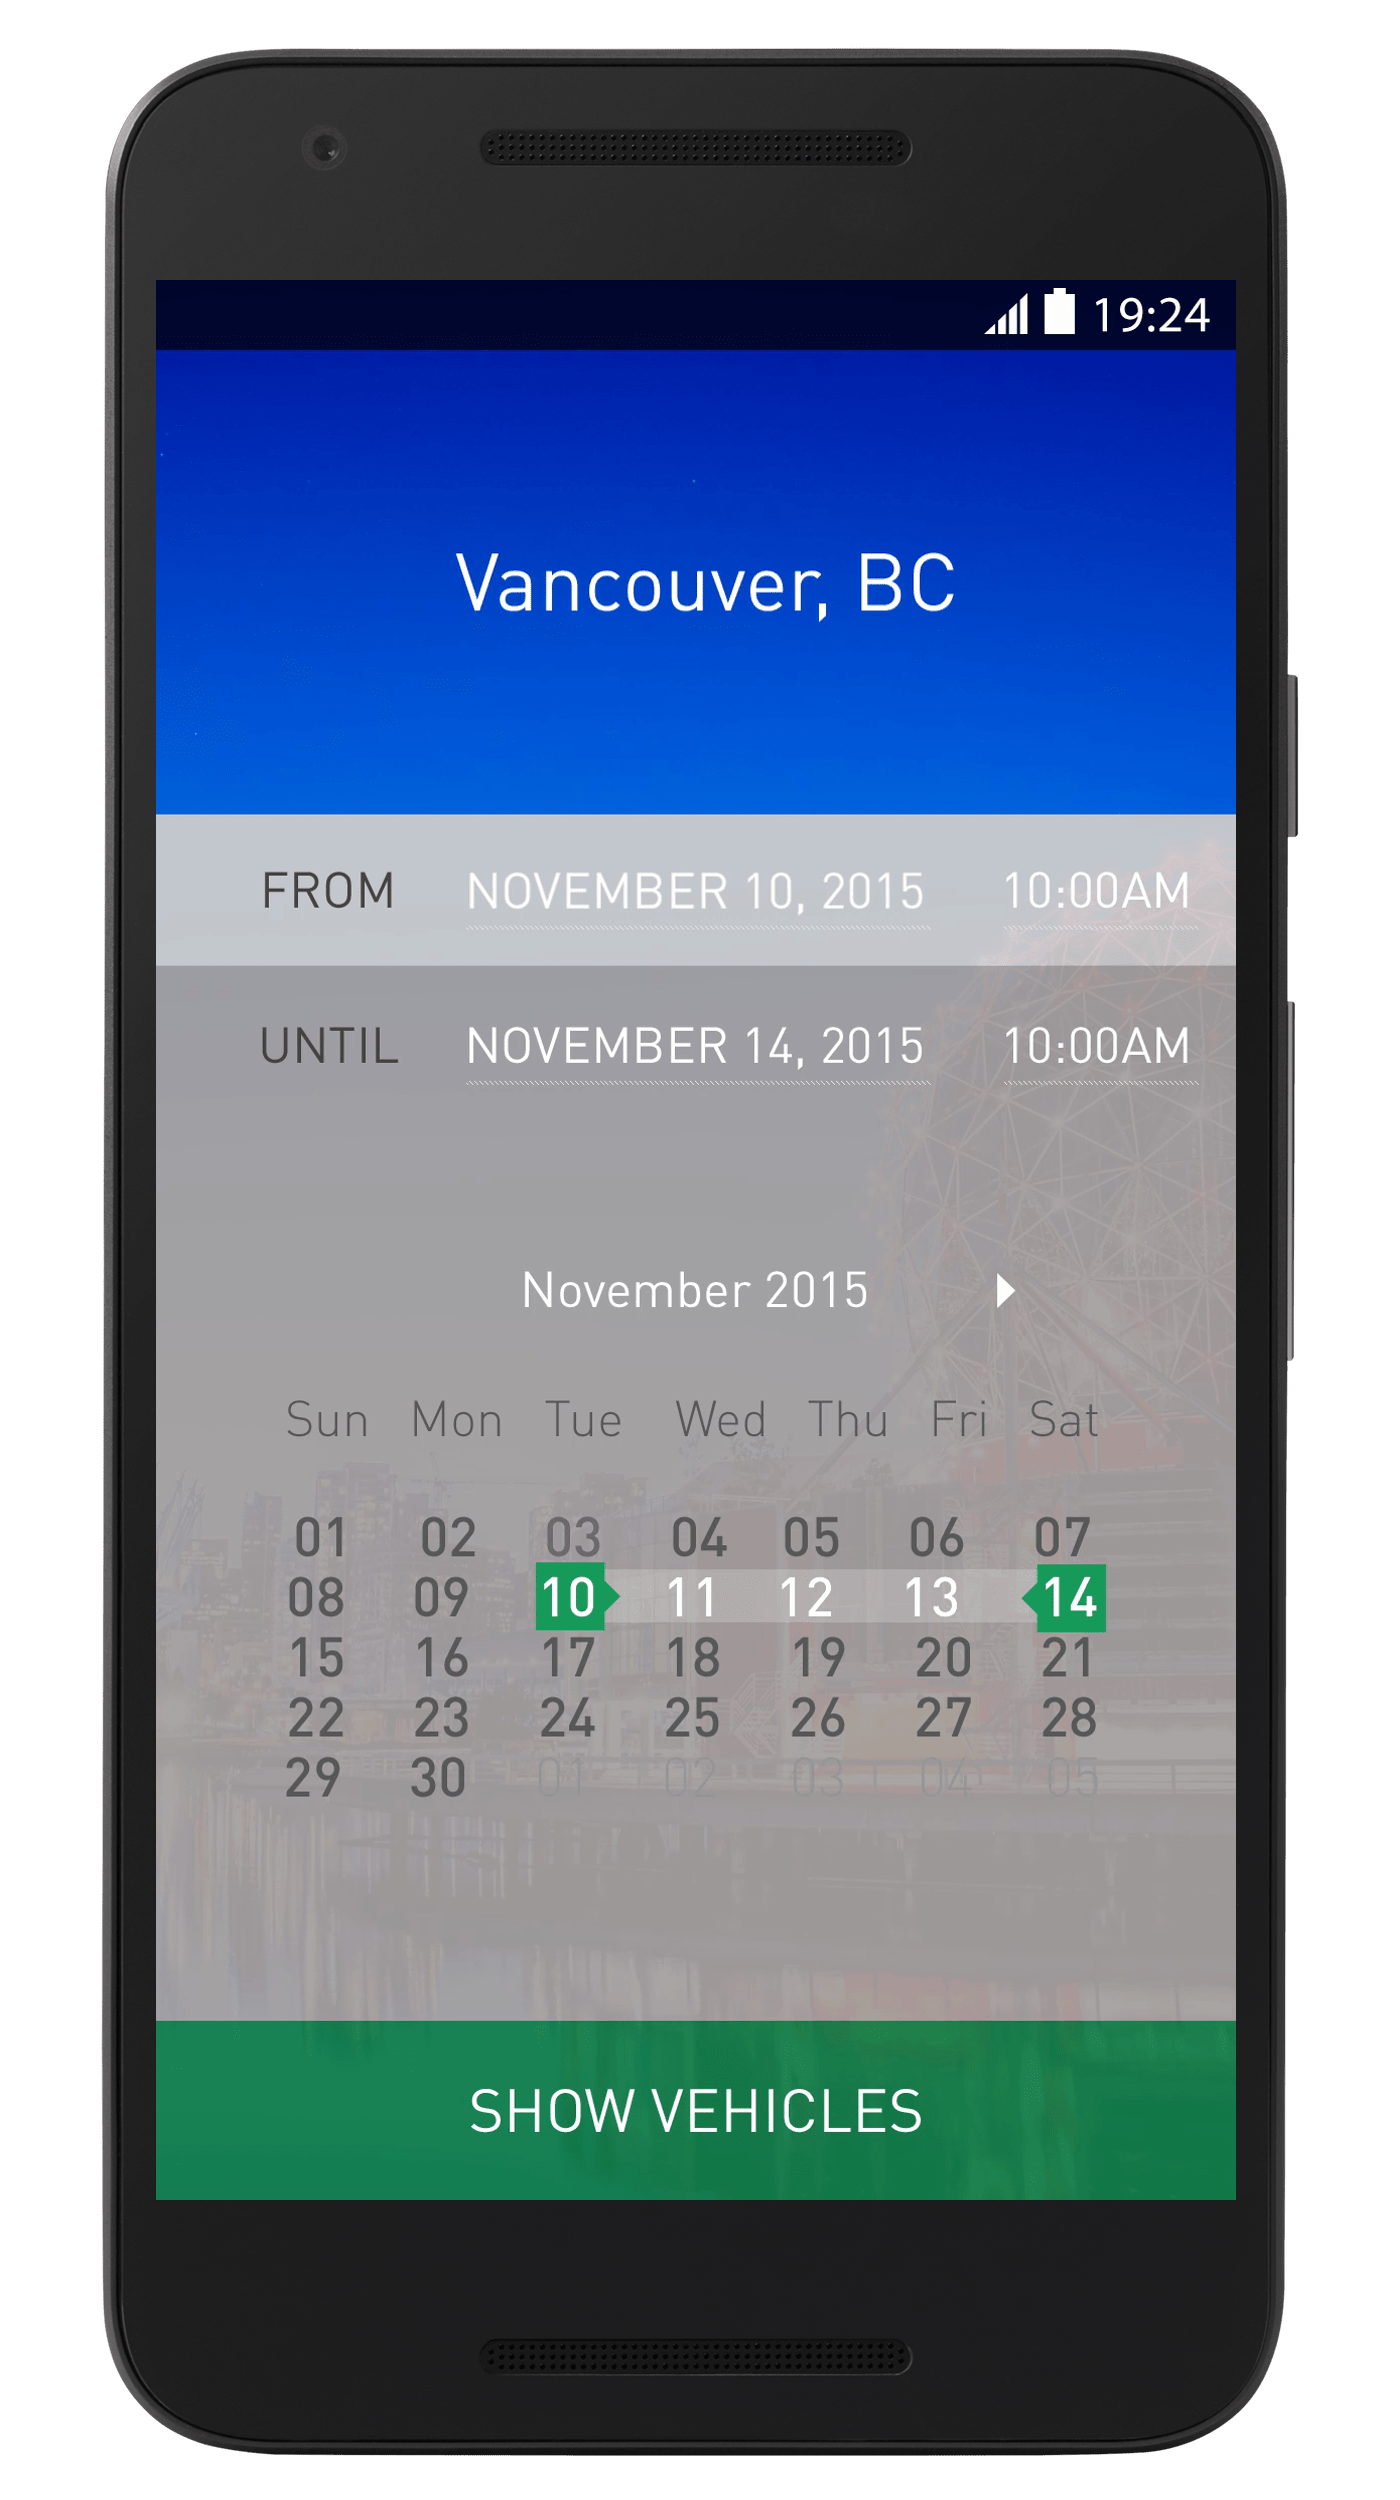 19:24
Vancouver, BC
FROM NOVEMBER 10, 2015 10:00AM
UNTIL NOVEMBER 14, 2015 10:00AM
November 2015
Sun Mon Tue Wed Thu Fri Sat
01 02 03 04 05 06 07
08 09 10 11 12 13 14
15 16 17 18 19 20 21
22 23 24 25 26 27 28
29 30 01 02 03 04 05
SHOW VEHICLES